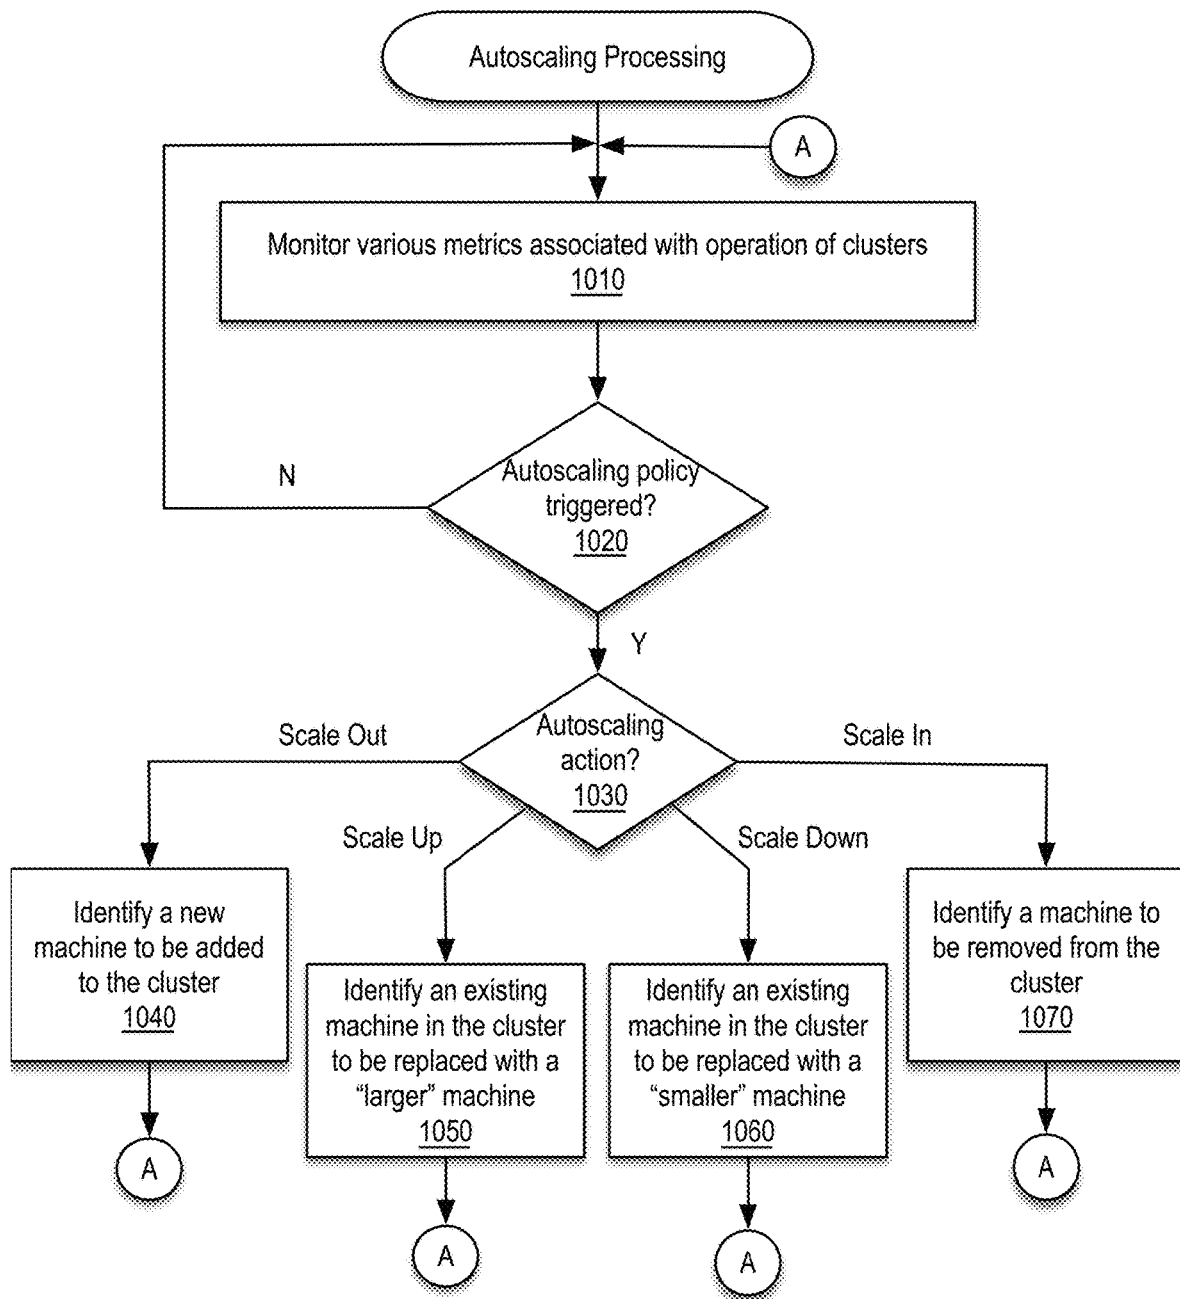 Autoscaling Processing
A
Monitor various metrics associated with operation of clusters
1010
N
Autoscaling policy
triggered?
1020
Y
Scale Out
Autoscaling
action?
1030
Scale In
Scale Up
Scale Down
Identify a new
machine to be added
to the cluster
1040
Identify an existing
machine in the cluster
to be replaced with a
“larger” machine
1050
Identify an existing
machine in the cluster
to be replaced with a
“smaller” machine
1060
Identify a machine to
be removed from the
cluster
1070
A
A
A
A